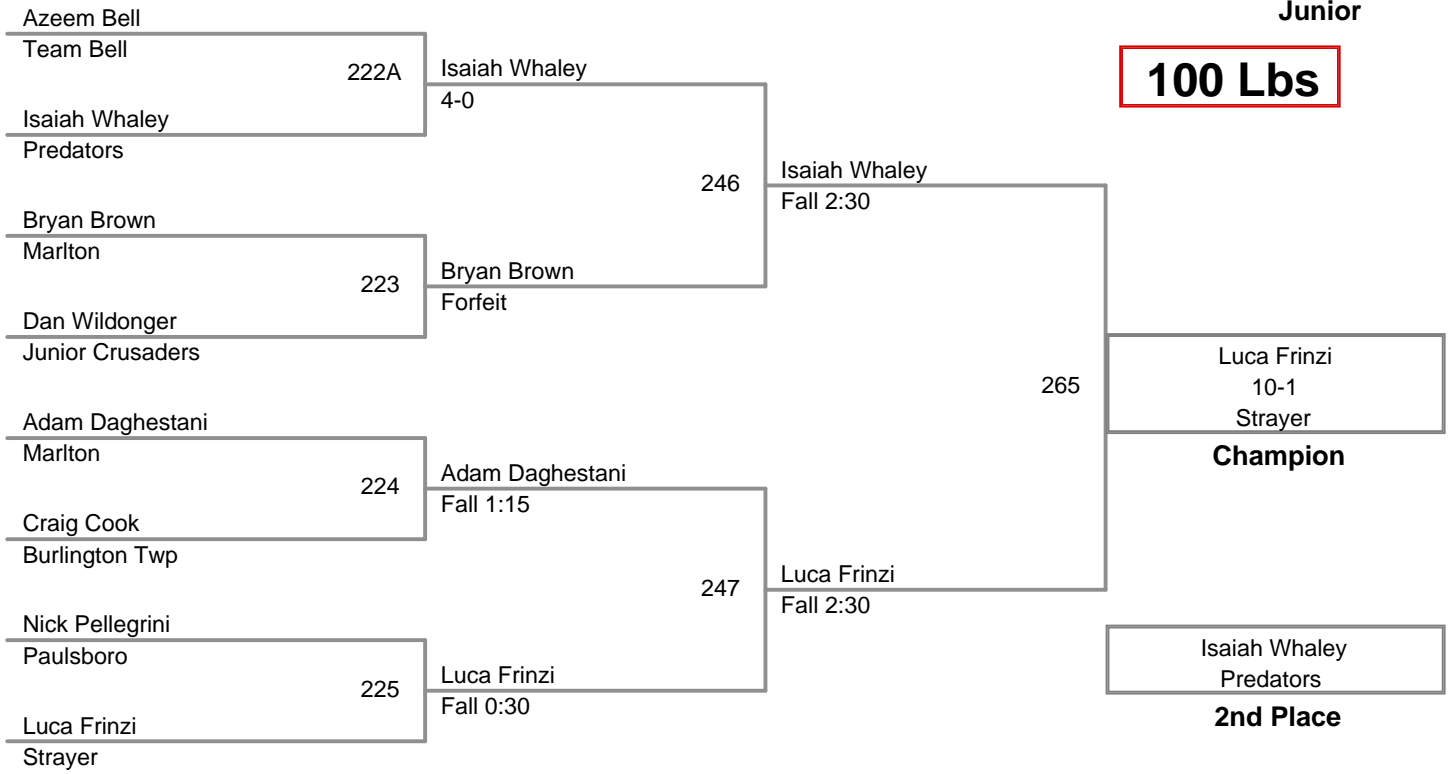 Junior
100 Lbs
Azeem Bell
Team Bell
222A
Isaiah Whaley
Predators
Isaiah Whaley
4-0
Bryan Brown
Marlton
223
Dan Wildonger
Junior Crusaders
Bryan Brown
Forfeit
246
Isaiah Whaley
Fall 2:30
Adam Daghestani
Marlton
224
Craig Cook
Burlington Twp
Adam Daghestani
Fall 1:15
Nick Pellegrini
Paulsboro
225
Luca Frinzi
Strayer
Luca Frinzi
Fall 0:30
247
Luca Frinzi
Fall 2:30
265
Luca Frinzi
10-1
Strayer
Champion
Isaiah Whaley
Predators
2nd Place